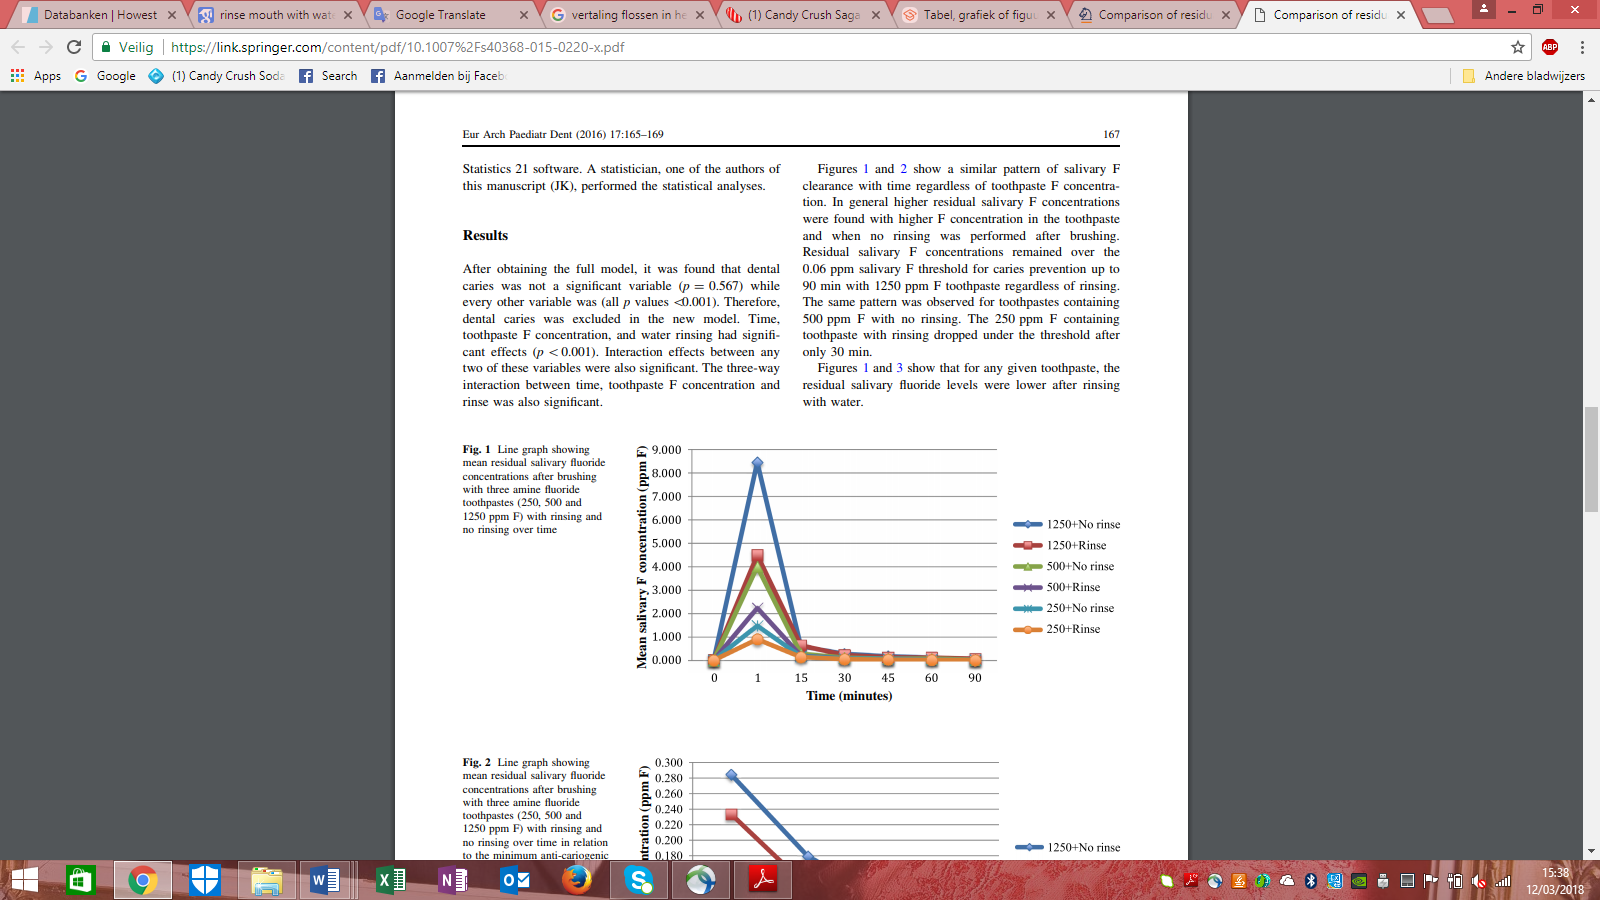 Databanken | Howest
rinse mouth with wate
Google Translate
vertaling flossen in he
(1) Candy Crush Saga
Tabel, grafiek of figuu
Comparison of residu
Comparison of residu
Veilig
https://link.springer.com/content/pdf/10.1007%2Fs40368-015-0220-x.pdf
ABP
Apps
Google
(1) Candy Crush Soda
Search
Aanmelden bij Faceb
Andere bladwijzers
Eur Arch Paediatr Dent (2016) 17:165–169
167
Statistics 21 software. A statistician, one of the authors of
this manuscript (JK), performed the statistical analyses.
Results
After obtaining the full model, it was found that dental
caries was not a significant variable (p = 0.567) while
every other variable was (all p values <0.001). Therefore,
dental caries was excluded in the new model. Time,
toothpaste F concentration, and water rinsing had signifi-
cant effects (p < 0.001). Interaction effects between any
two of these variables were also significant. The three-way
interaction between time, toothpaste F concentration and
rinse was also significant.
Figures 1 and 2 show a similar pattern of salivary F
clearance with time regardless of toothpaste F concentra-
tion. In general higher residual salivary F concentrations
were found with higher F concentration in the toothpaste
and when no rinsing was performed after brushing.
Residual salivary F concentrations remained over the
0.06 ppm salivary F threshold for caries prevention up to
90 min with 1250 ppm F toothpaste regardless of rinsing.
The same pattern was observed for toothpastes containing
500 ppm F with no rinsing. The 250 ppm F containing
toothpaste with rinsing dropped under the threshold after
only 30 min.
Figures 1 and 3 show that for any given toothpaste, the
residual salivary fluoride levels were lower after rinsing
with water.
Fig. 1 Line graph showing
mean residual salivary fluoride
concentrations after brushing
with three amine fluoride
toothpastes (250, 500 and
1250 ppm F) with rinsing and
no rinsing over time
Mean salivary F concentration (ppm F)
9.000
8.000
7.000
6.000
5.000
4.000
3.000
2.000
1.000
0.000
0 1 15 30 45 60 90
Time (minutes)
1250+No rinse
1250+Rinse
500+No rinse
500+Rinse
250+No rinse
250+Rinse
Fig. 2 Line graph showing
mean residual salivary fluoride
concentrations after brushing
with three amine fluoride
toothpastes (250, 500 and
1250 ppm F) with rinsing and
no rinsing over time in relation
to the minimum anti-cariogenic
ntration (ppm F)
0.300
0.280
0.260
0.240
0.220
0.200
0.180
1250+No rinse
15:38
12/03/2018